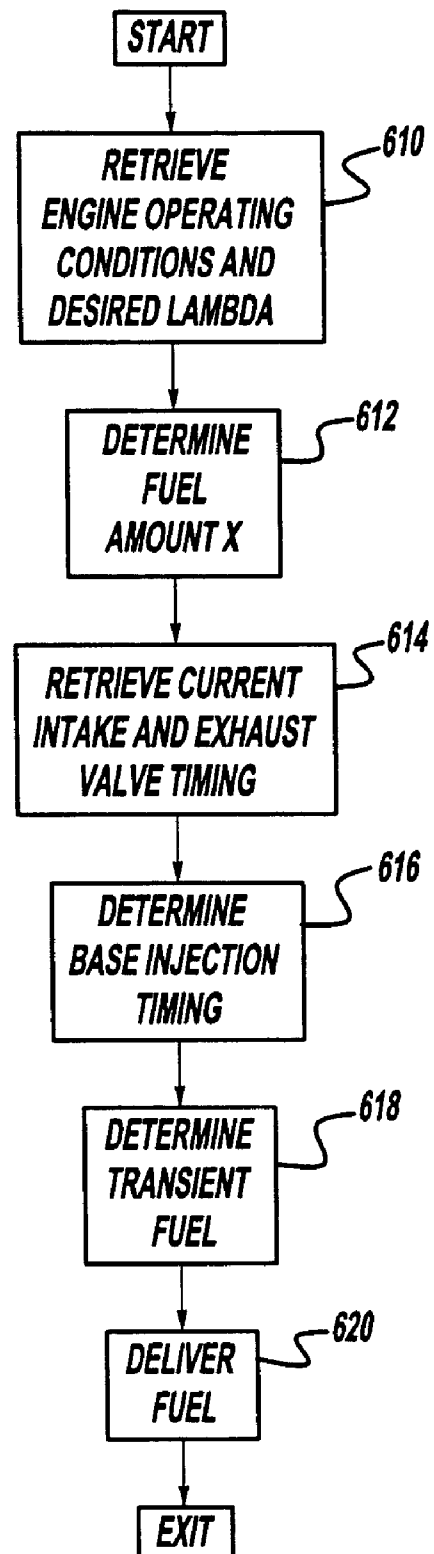 START
610
RETRIEVE
ENGINE OPERATING
CONDITIONS AND
DESIRED LAMBDA
612
DETERMINE
FUEL
AMOUNT X
614
RETRIEVE CURRENT
INTAKE AND EXHAUST
VALVE TIMING
616
DETERMINE
BASE INJECTION
TIMING
618
DETERMINE
TRANSIENT
FUEL
620
DELIVER
FUEL
EXIT